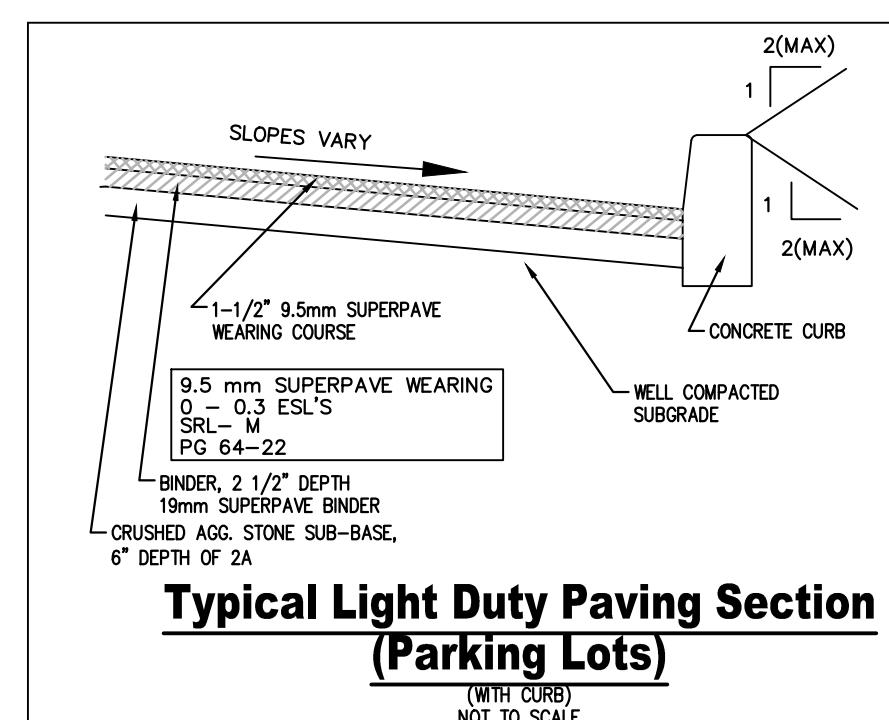 2(MAX)
1
SLOPES VARY
1
2(MAX)
1-1/2" 9.5mm SUPERPAVE
WEARING COURSE
CONCRETE CURB
9.5 mm SUPERPAVE WEARING
0 - 0.3 ESL'S
SRL- M
PG 64-22
WELL COMPACTED
SUBGRADE
BINDER, 2 1/2" DEPTH
19mm SUPERPAVE BINDER
CRUSHED AGG. STONE SUB-BASE,
6" DEPTH OF 2A
Typical Light Duty Paving Section
(Parking Lots)
(WITH CURB)
NOT TO SCALE